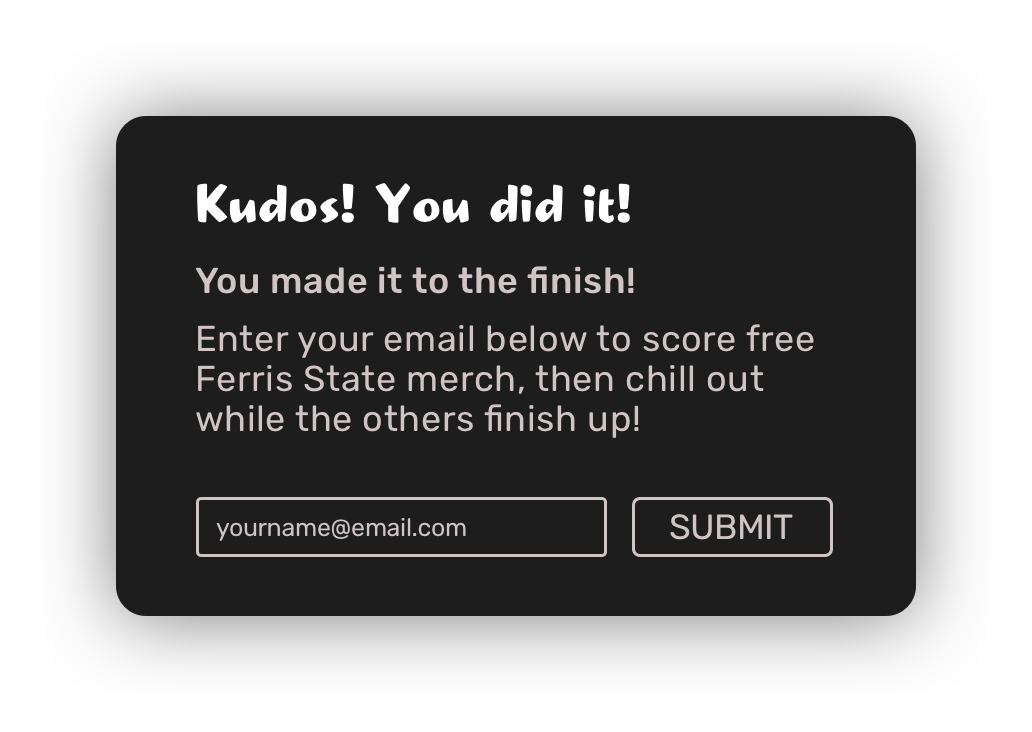 Kudos! You did it!
You made it to the finish!
Enter your email below to score free
Ferris State merch, then chill out
while the others finish up!
yourname@email.com
SUBMIT